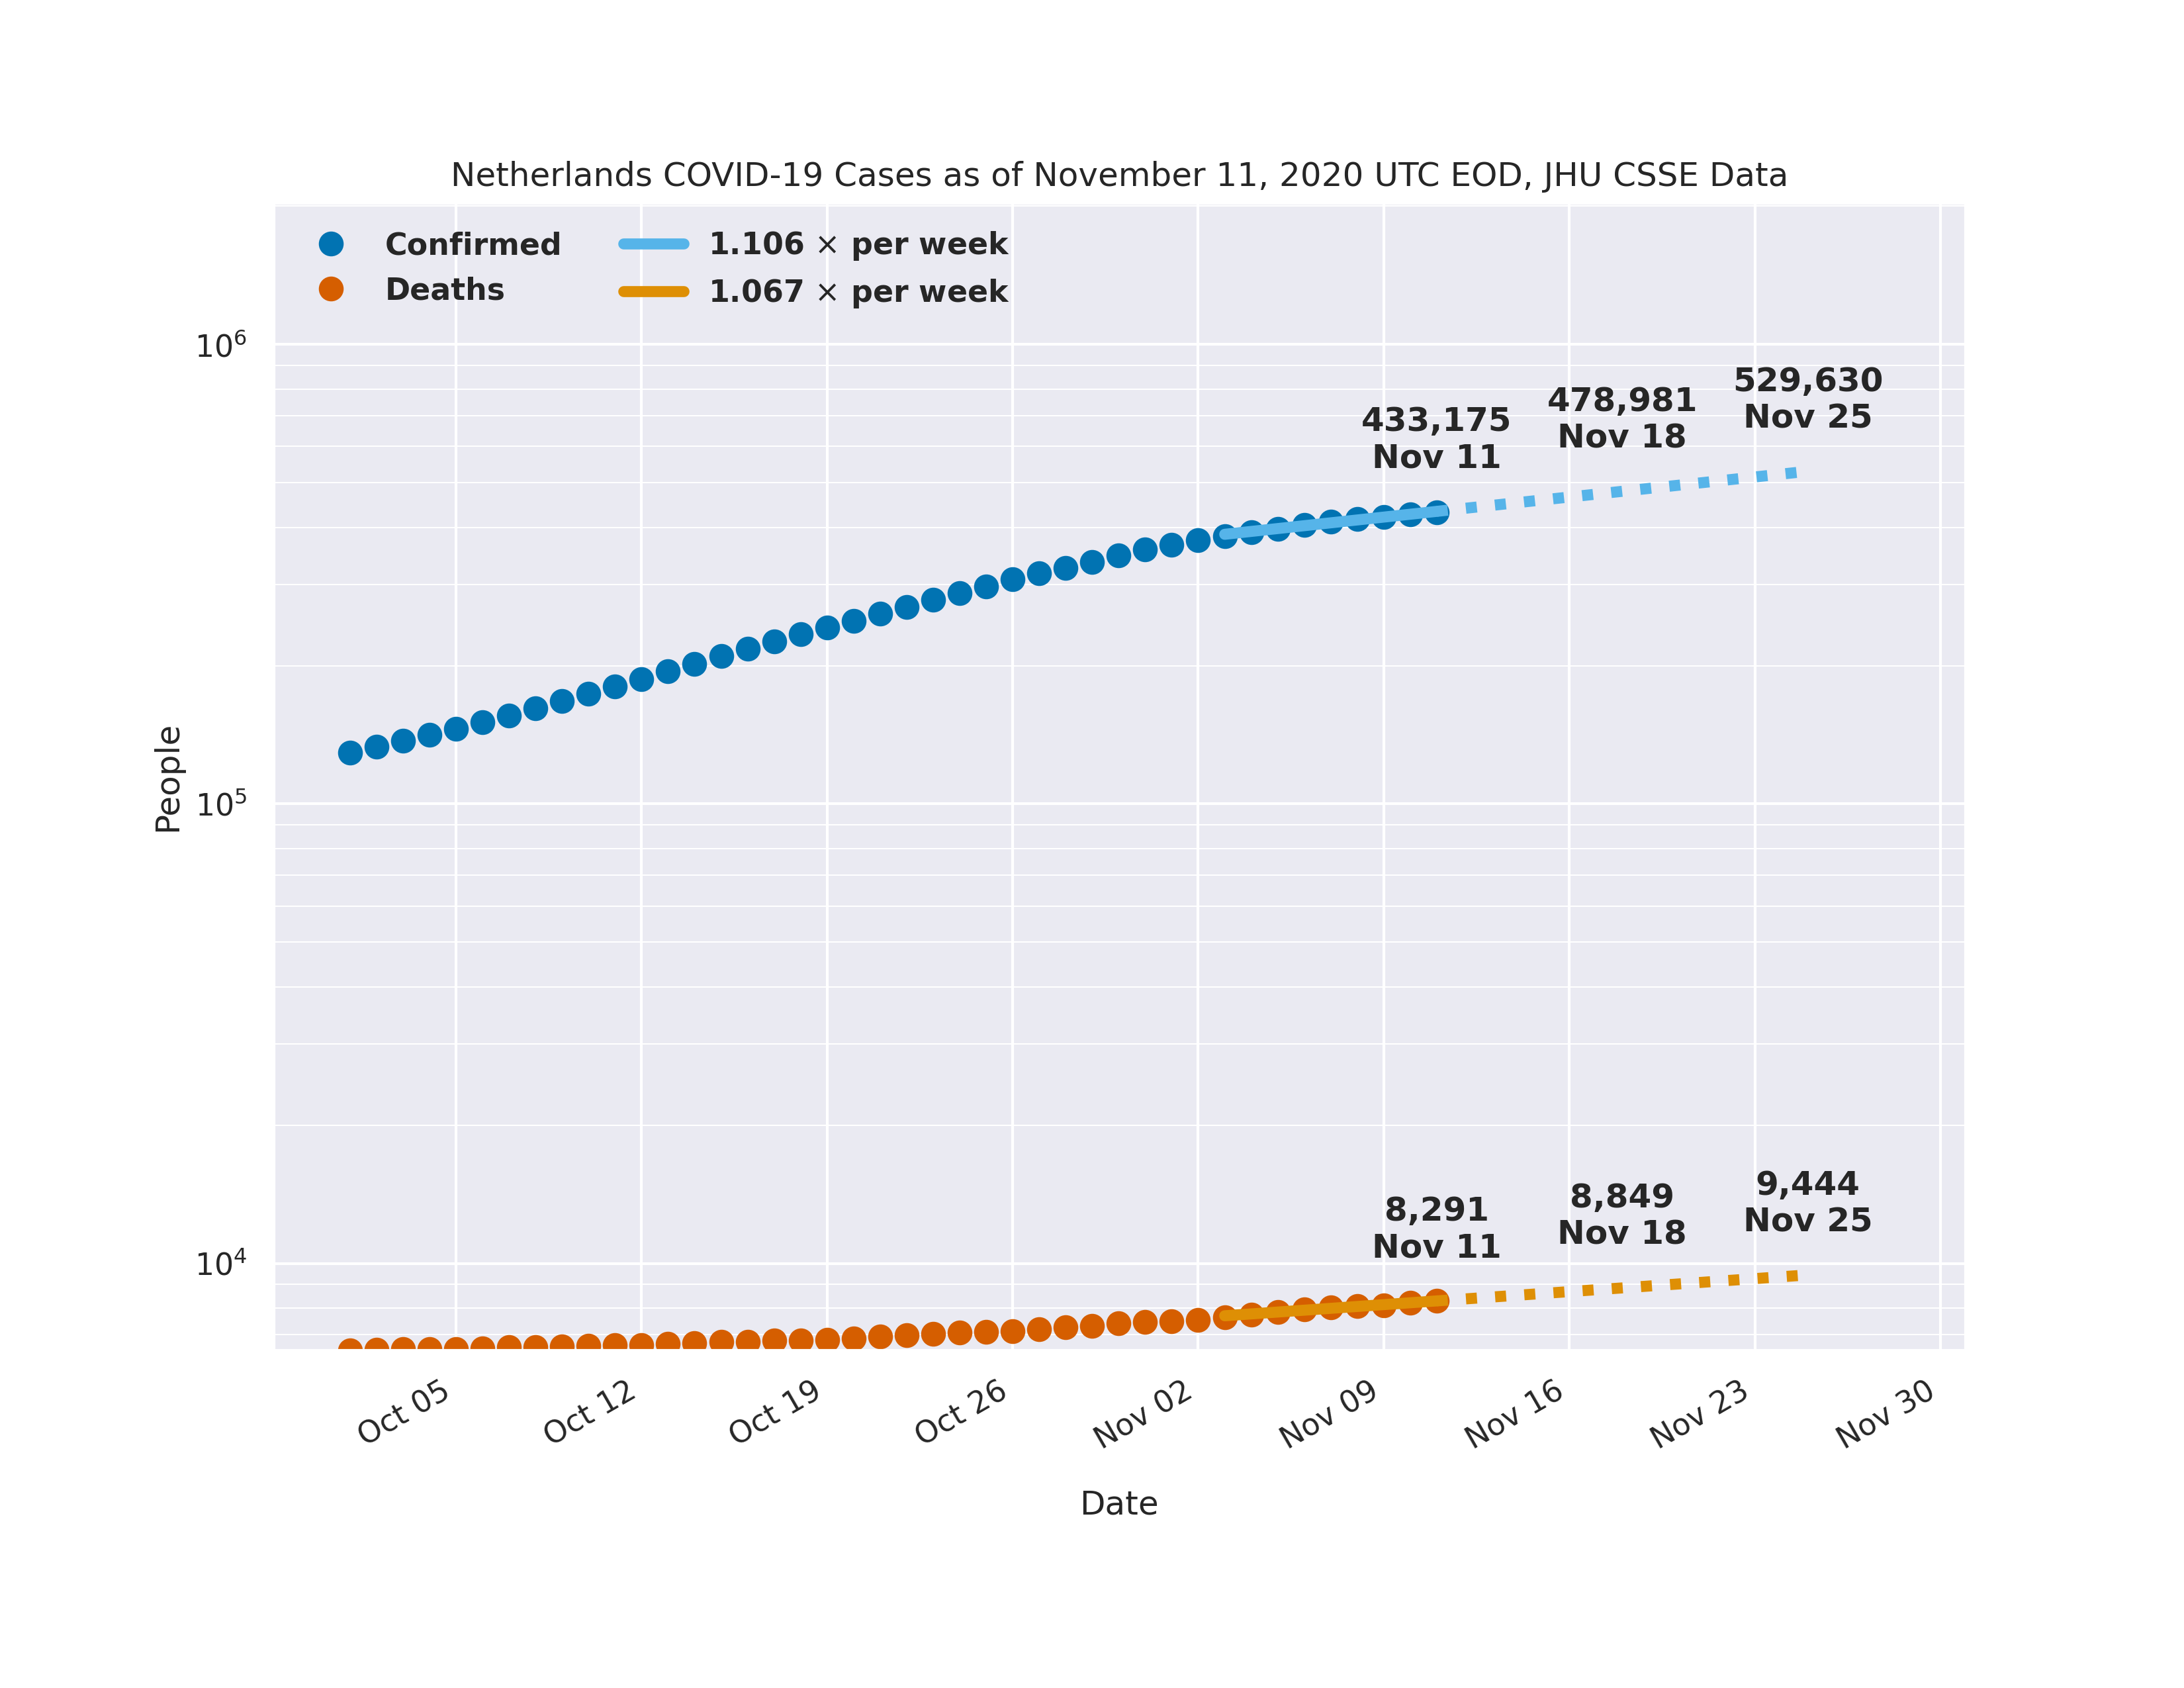 Netherlands COVID-19 Cases as of November 11, 2020 UTC EOD, JHU CSSE Data
Confirmed
Deaths
1.106 × per week
1.067 × per week
10⁶
10⁵
10⁴
People
433,175
Nov 11
478,981
Nov 18
529,630
Nov 25
8,291
Nov 11
8,849
Nov 18
9,444
Nov 25
Oct 05
Oct 12
Oct 19
Oct 26
Nov 02
Nov 09
Nov 16
Nov 23
Nov 30
Date